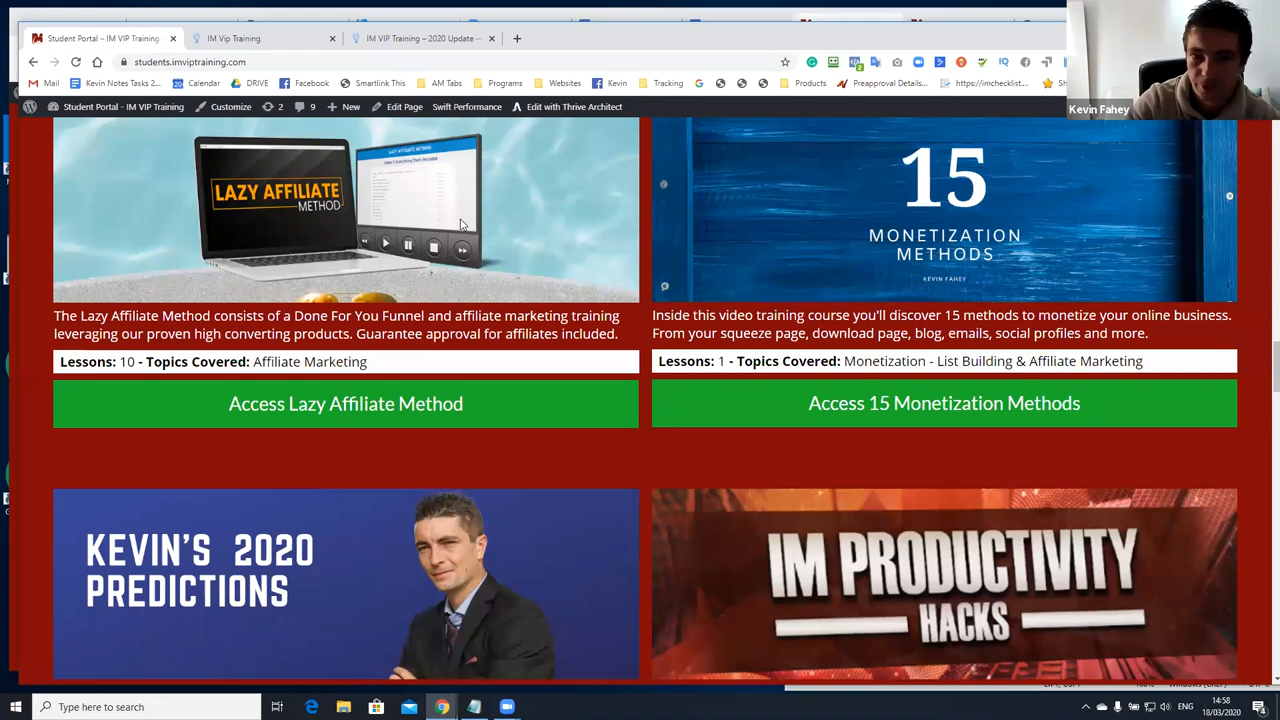 Student Portal – IM VIP Training
IM Vip Training
IM VIP Training – 2020 Update –
students.imviptraining.com
Mail
Kevin Notes Tasks 2...
Calendar
DRIVE
Facebook
Smartlink This
AM Tabs
Programs
Websites
Kevin
Tracking
Products
Preapproval Details...
https://imchecklist...
Student Portal - IM VIP Training
Customize
2
9
New
Edit Page
Swift Performance
Edit with Thrive Architect
Kevin Fahey
LAZY AFFILIATE
METHOD
LAZY AFFILIATE METHOD
15
MONETIZATION
METHODS
KEVIN FAHEY
The Lazy Affiliate Method consists of a Done For You Funnel and affiliate marketing training
leveraging our proven high converting products. Guarantee approval for affiliates included.
Lessons: 10 - Topics Covered: Affiliate Marketing
Access Lazy Affiliate Method
Inside this video training course you'll discover 15 methods to monetize your online business.
From your squeeze page, download page, blog, emails, social profiles and more.
Lessons: 1 - Topics Covered: Monetization - List Building & Affiliate Marketing
Access 15 Monetization Methods
KEVIN'S 2020
PREDICTIONS
IM PRODUCTIVITY
HACKS
Type here to search
ENG
14:58
18/03/2020
4